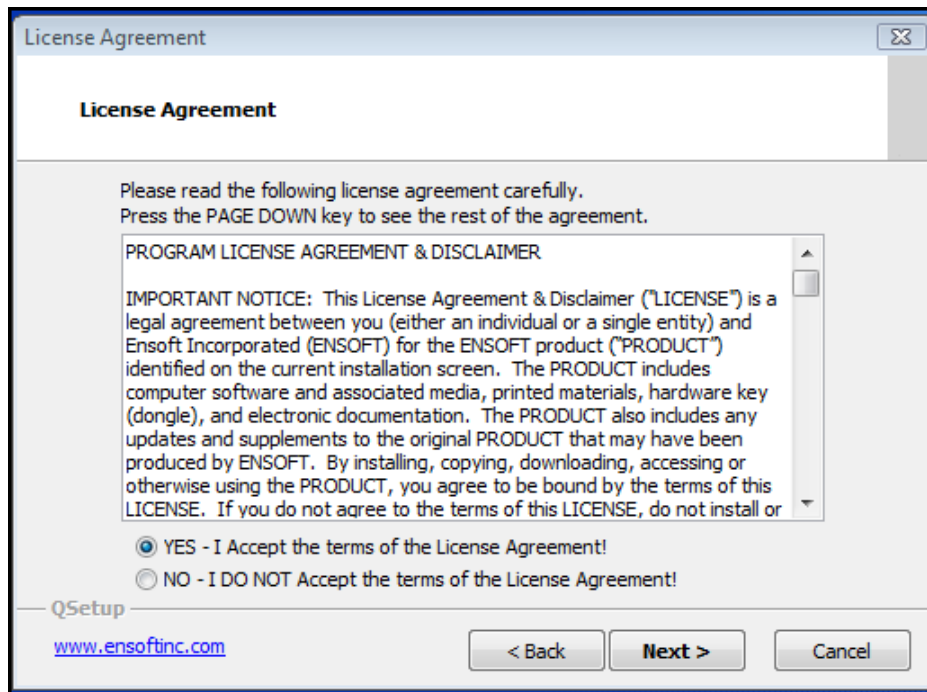 License Agreement
License Agreement
Please read the following license agreement carefully.
Press the PAGE DOWN key to see the rest of the agreement.
PROGRAM LICENSE AGREEMENT & DISCLAIMER
IMPORTANT NOTICE:  This License Agreement & Disclaimer ("LICENSE") is a
legal agreement between you (either an individual or a single entity) and
Ensoft Incorporated (ENSOFT) for the ENSOFT product ("PRODUCT")
identified on the current installation screen.  The PRODUCT includes
computer software and associated media, printed materials, hardware key
(dongle), and electronic documentation.  The PRODUCT also includes any
updates and supplements to the original PRODUCT that may have been
produced by ENSOFT.  By installing, copying, downloading, accessing or
otherwise using the PRODUCT, you agree to be bound by the terms of this
LICENSE.  If you do not agree to the terms of this LICENSE, do not install or
YES - I Accept the terms of the License Agreement!
NO - I DO NOT Accept the terms of the License Agreement!
QSetup
www.ensoftinc.com
< Back
Next >
Cancel